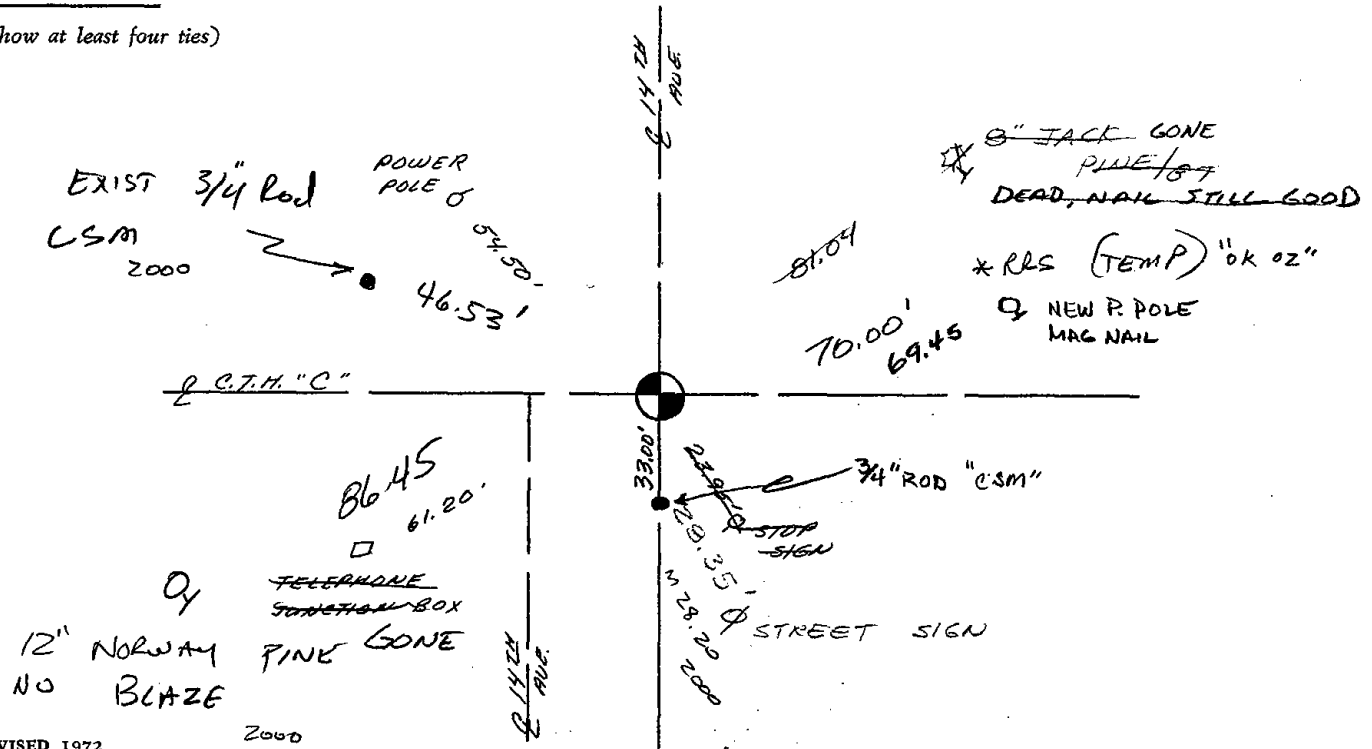 how at least four ties)
℄ 14TH AVE.
8" JACK GONE
PINE/
DEAD, NAIL STILL GOOD
EXIST 3/4" Rod
CSM
2000
POWER
POLE
54.50'
46.53'
81.04
* RRS (TEMP) "OK OZ"
NEW P. POLE
MAG NAIL
70.00'
69.45
℄ C.T.H. "C"
33.00'
3/4" ROD "CSM"
STOP
SIGN
28.35'
28.20
2000
STREET SIGN
86.45
61.20'
TELEPHONE
JUNCTION BOX
GONE
12" NORWAY PINE
NO BLAZE
2000
℄ 14TH AVE.
VISED 1972